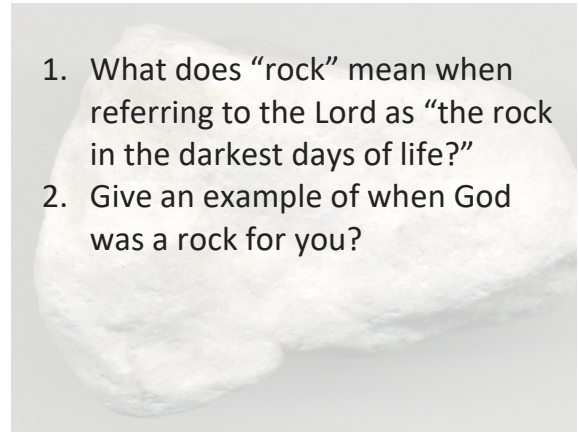 1. What does “rock” mean when
referring to the Lord as “the rock
in the darkest days of life?”
2. Give an example of when God
was a rock for you?